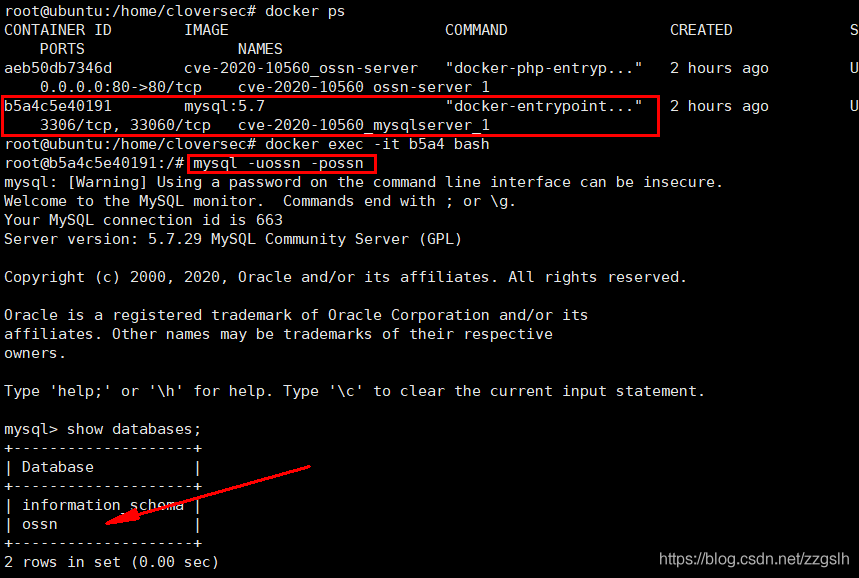 root@ubuntu:/home/cloversec# docker ps
CONTAINER ID        IMAGE                        COMMAND                  CREATED             S
    PORTS                 NAMES
aeb50db7346d        cve-2020-10560_ossn-server   "docker-php-entryp..."   2 hours ago         U
    0.0.0.0:80->80/tcp    cve-2020-10560_ossn-server_1
b5a4c5e40191        mysql:5.7                    "docker-entrypoint..."   2 hours ago         U
    3306/tcp, 33060/tcp   cve-2020-10560_mysqlserver_1
root@ubuntu:/home/cloversec# docker exec -it b5a4 bash
root@b5a4c5e40191:/# mysql -uossn -possn
mysql: [Warning] Using a password on the command line interface can be insecure.
Welcome to the MySQL monitor.  Commands end with ; or \g.
Your MySQL connection id is 663
Server version: 5.7.29 MySQL Community Server (GPL)
Copyright (c) 2000, 2020, Oracle and/or its affiliates. All rights reserved.
Oracle is a registered trademark of Oracle Corporation and/or its
affiliates. Other names may be trademarks of their respective
owners.
Type 'help;' or '\h' for help. Type '\c' to clear the current input statement.
mysql> show databases;
+--------------------+
| Database           |
+--------------------+
| information_schema |
| ossn               |
+--------------------+
2 rows in set (0.00 sec)
https://blog.csdn.net/zzgslh